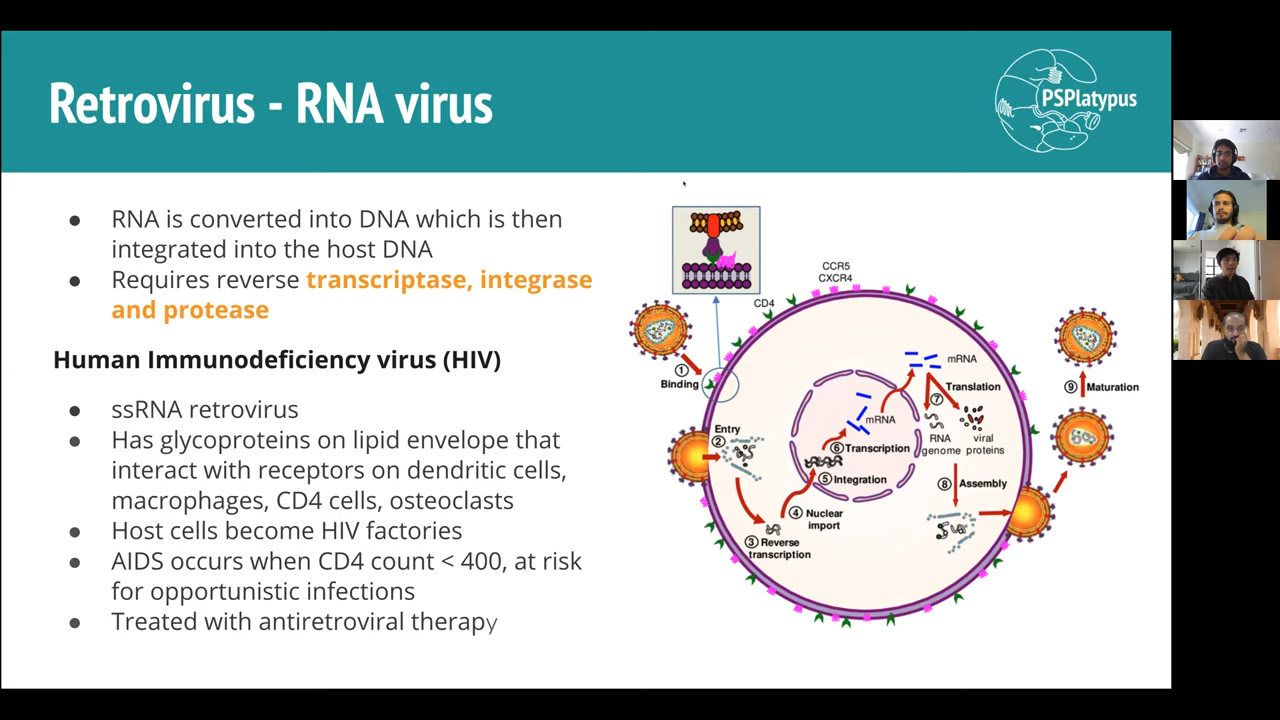 Retrovirus - RNA virus
PSPlatypus
● RNA is converted into DNA which is then
integrated into the host DNA
● Requires reverse transcriptase, integrase
and protease
Human Immunodeficiency virus (HIV)
● ssRNA retrovirus
● Has glycoproteins on lipid envelope that
interact with receptors on dendritic cells,
macrophages, CD4 cells, osteoclasts
● Host cells become HIV factories
● AIDS occurs when CD4 count < 400, at risk
for opportunistic infections
● Treated with antiretroviral therapy
CCR5
CXCR4
CD4
① Binding
Entry
②
③ Reverse
transcription
④ Nuclear
import
⑤ Integration
⑥ Transcription
mRNA
mRNA
Translation
⑦
RNA
genome
viral
proteins
⑧ Assembly
⑨ Maturation